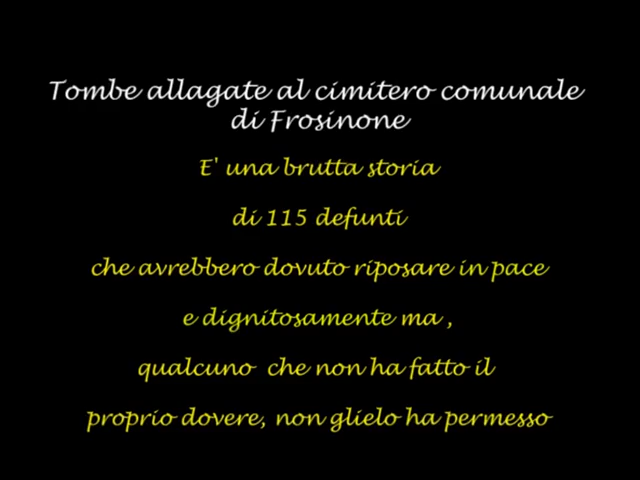 Tombe allagate al cimitero comunale
di Frosinone
E' una brutta storia
di 115 defunti
che avrebbero dovuto riposare in pace
e dignitosamente ma ,
qualcuno che non ha fatto il
proprio dovere, non glielo ha permesso